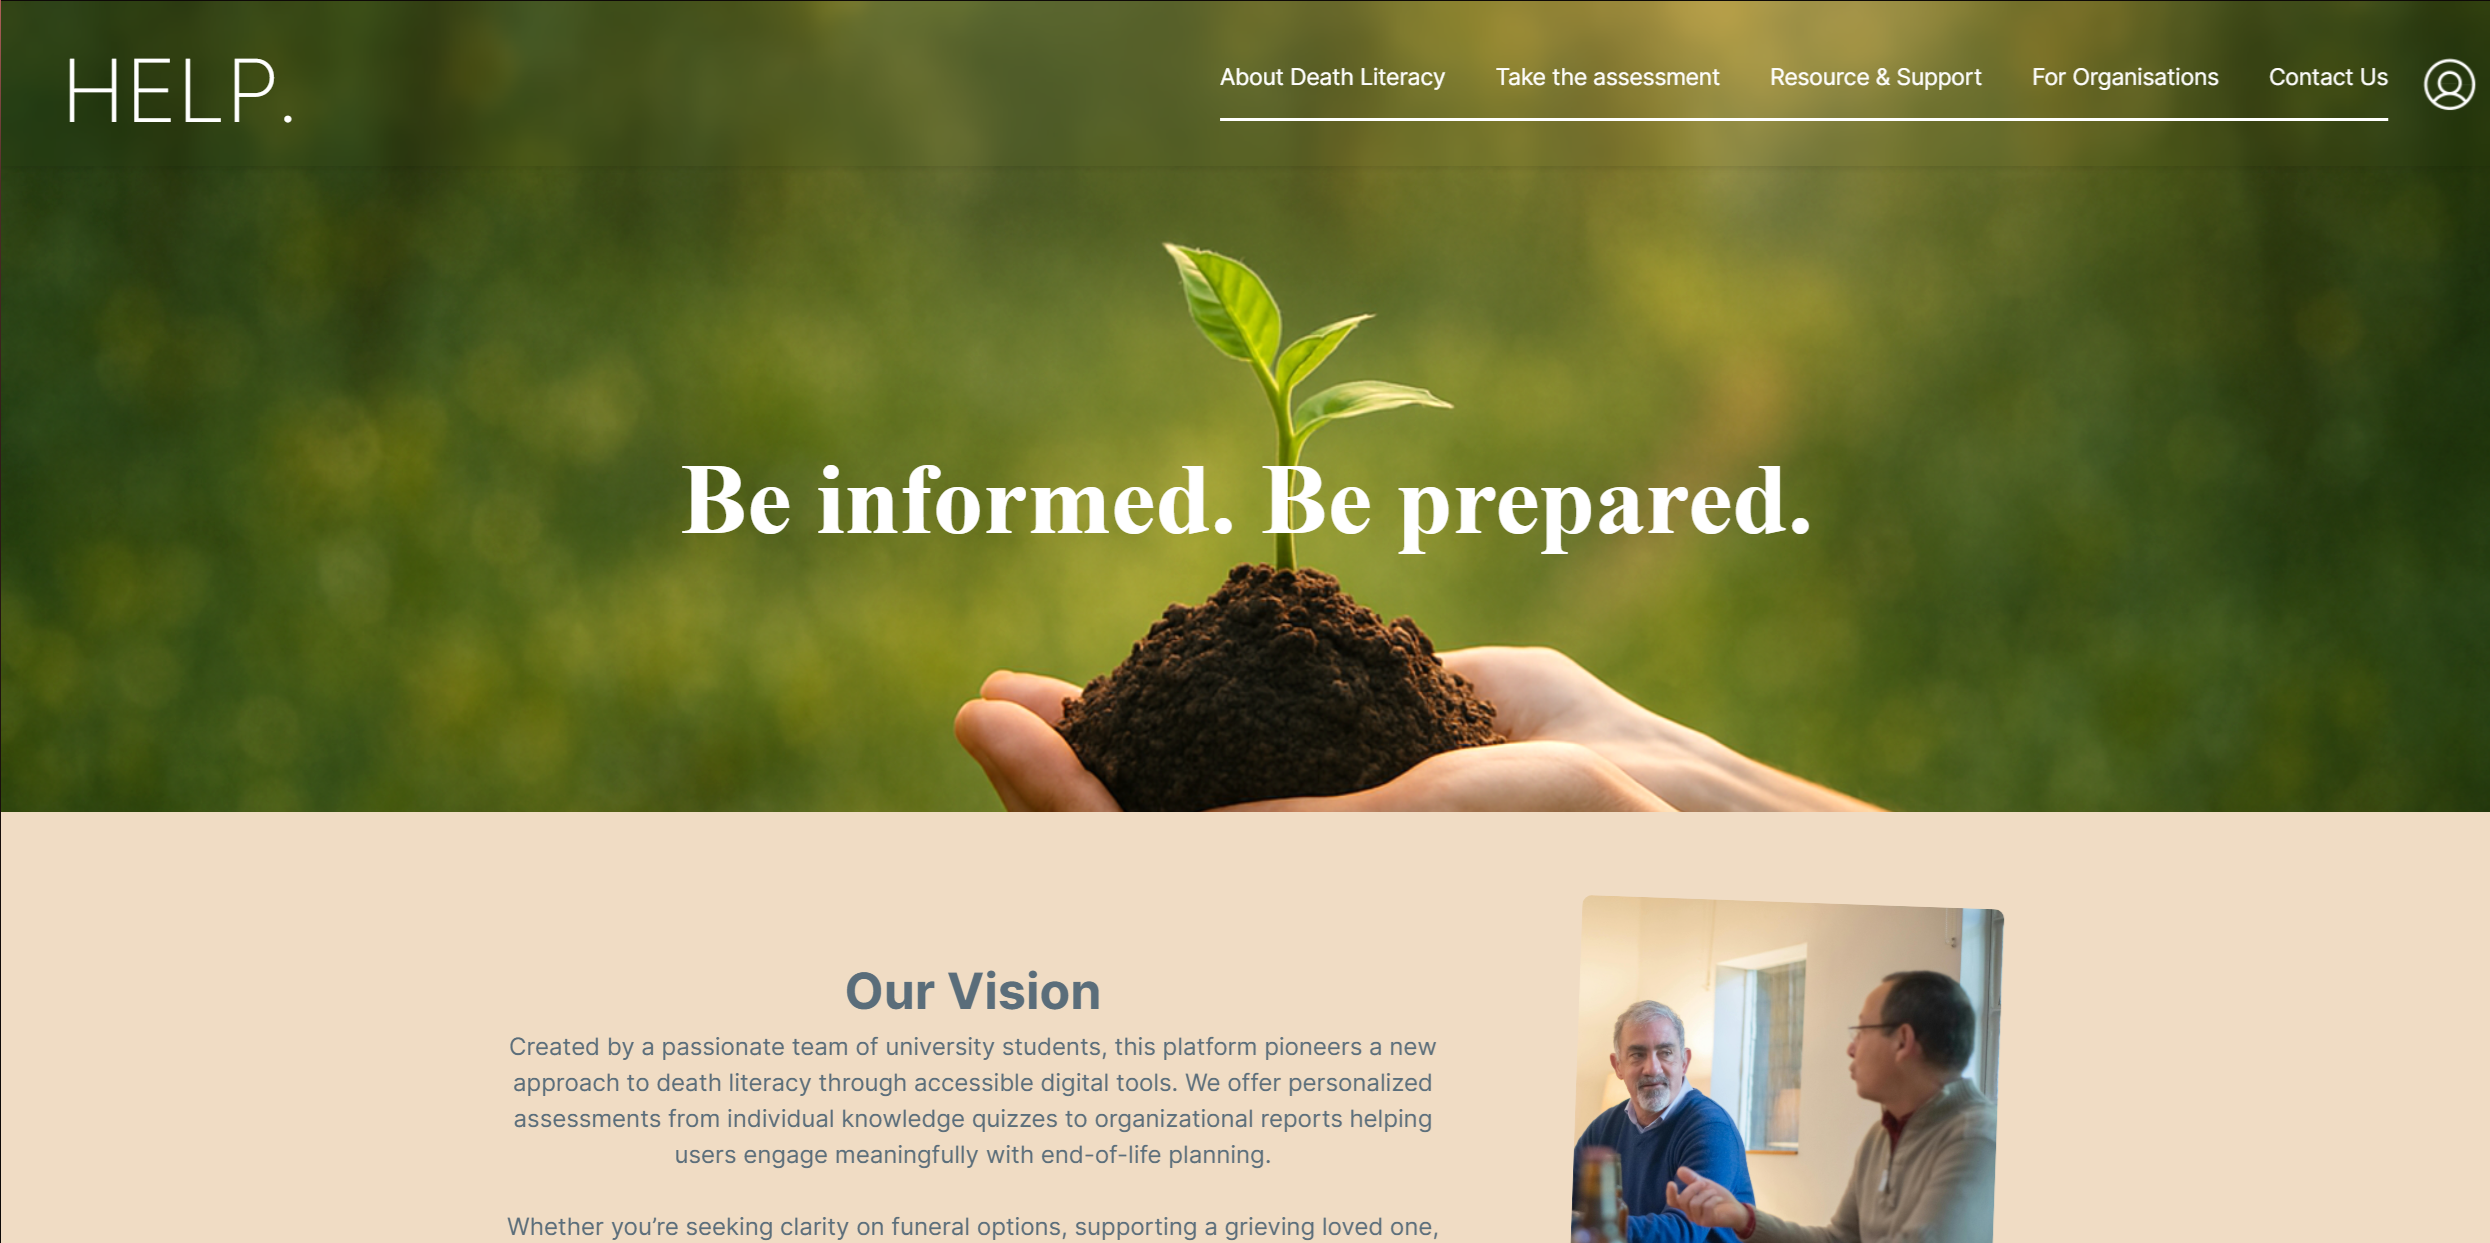 HELP.
About Death Literacy Take the assessment Resource & Support For Organisations Contact Us
Be informed. Be prepared.
Our Vision
Created by a passionate team of university students, this platform pioneers a new
approach to death literacy through accessible digital tools. We offer personalized
assessments from individual knowledge quizzes to organizational reports helping
users engage meaningfully with end-of-life planning.
Whether you’re seeking clarity on funeral options, supporting a grieving loved one,